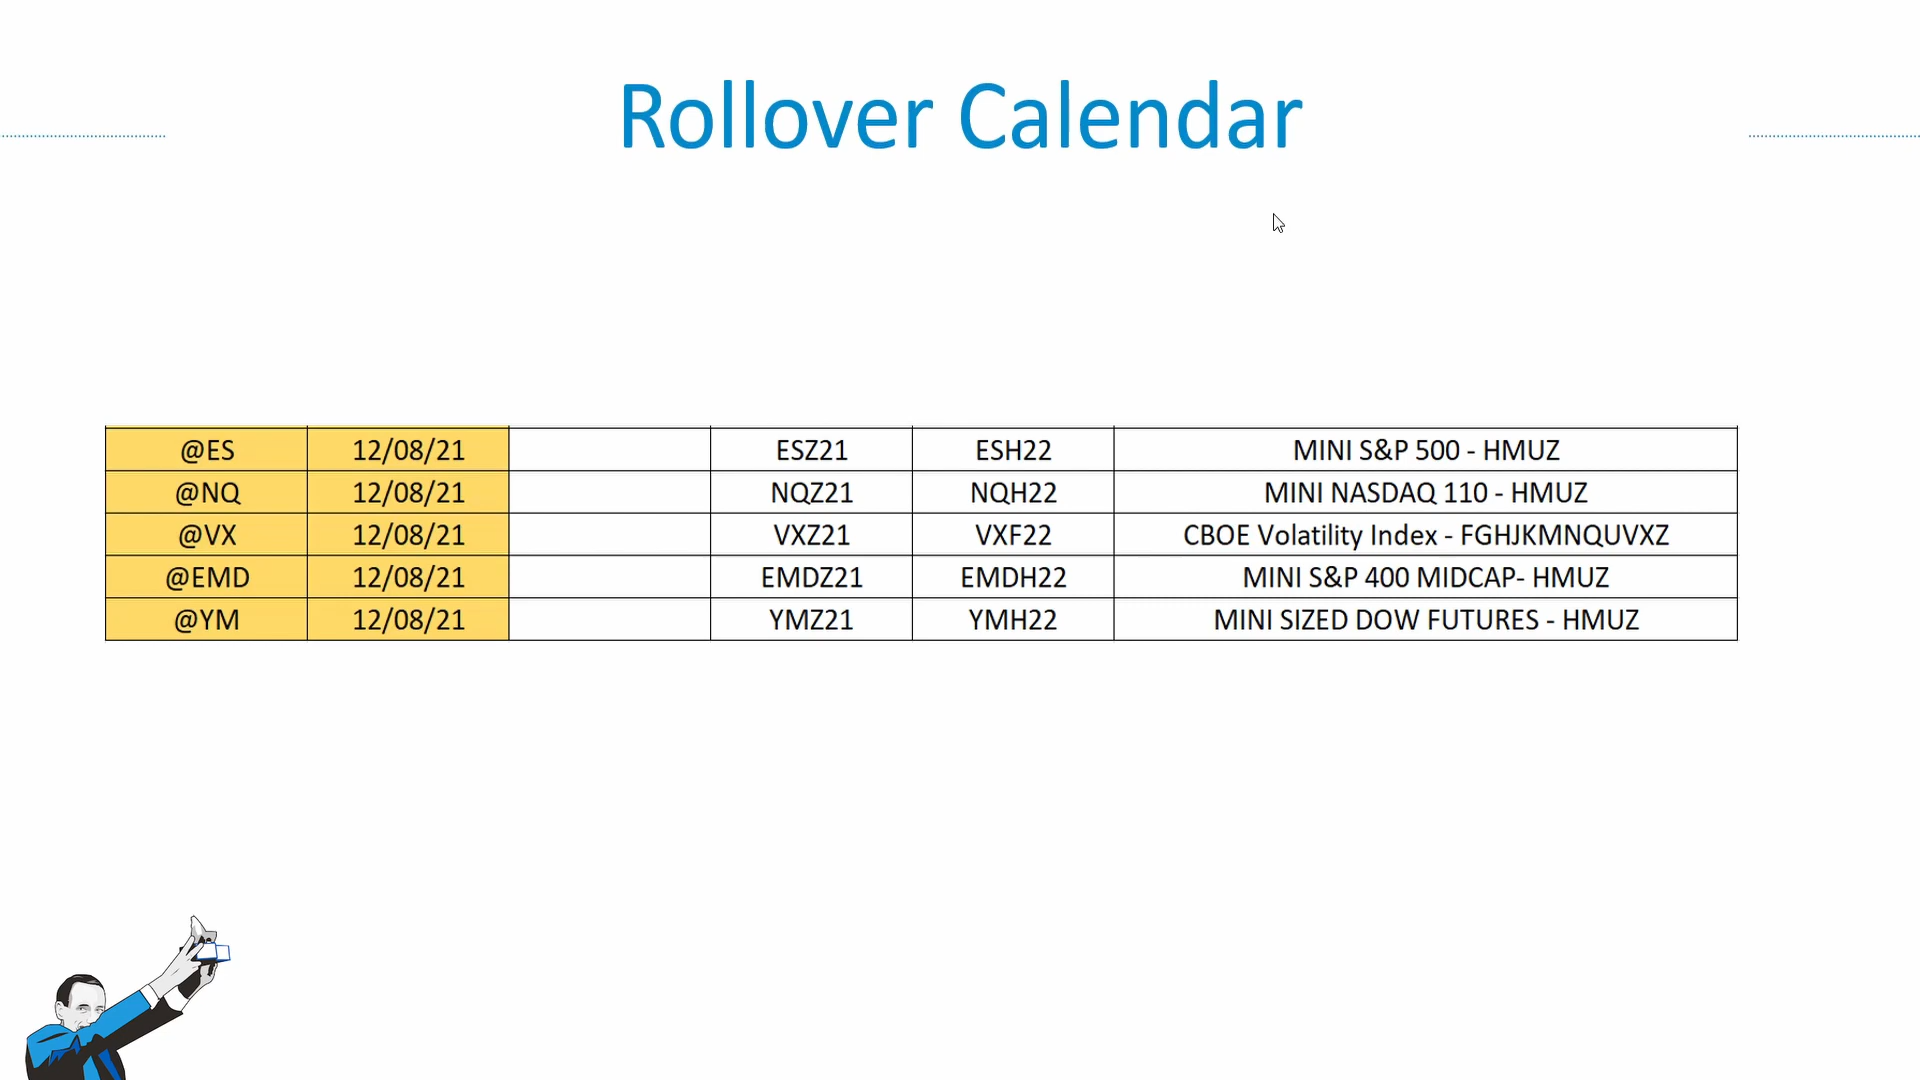 Rollover Calendar
@ES 12/08/21 ESZ21 ESH22 MINI S&P 500 - HMUZ
@NQ 12/08/21 NQZ21 NQH22 MINI NASDAQ 110 - HMUZ
@VX 12/08/21 VXZ21 VXF22 CBOE Volatility Index - FGHJKMNQUVXZ
@EMD 12/08/21 EMDZ21 EMDH22 MINI S&P 400 MIDCAP- HMUZ
@YM 12/08/21 YMZ21 YMH22 MINI SIZED DOW FUTURES - HMUZ